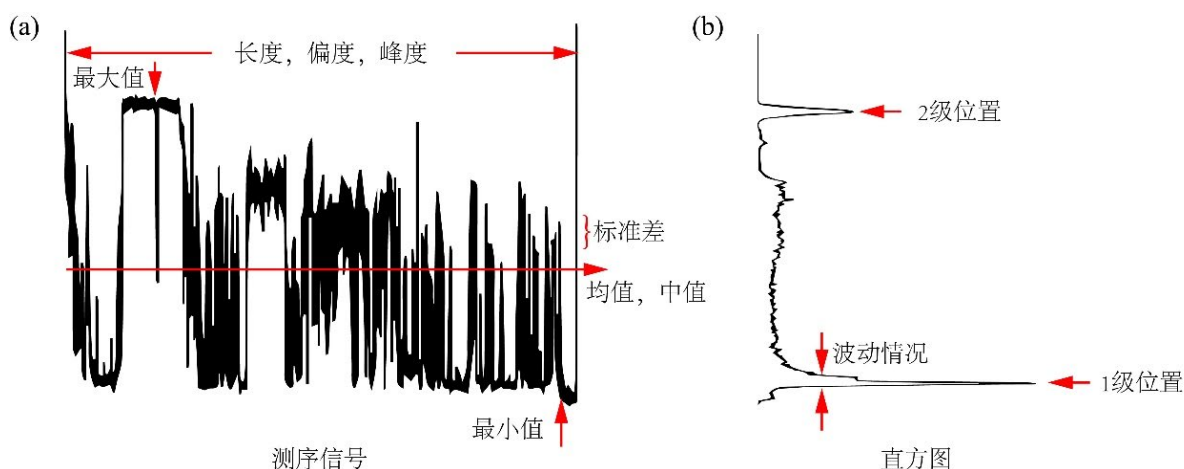 (a)
长度，偏度，峰度
最大值
标准差
均值，中值
最小值
测序信号
(b)
2级位置
波动情况
1级位置
直方图